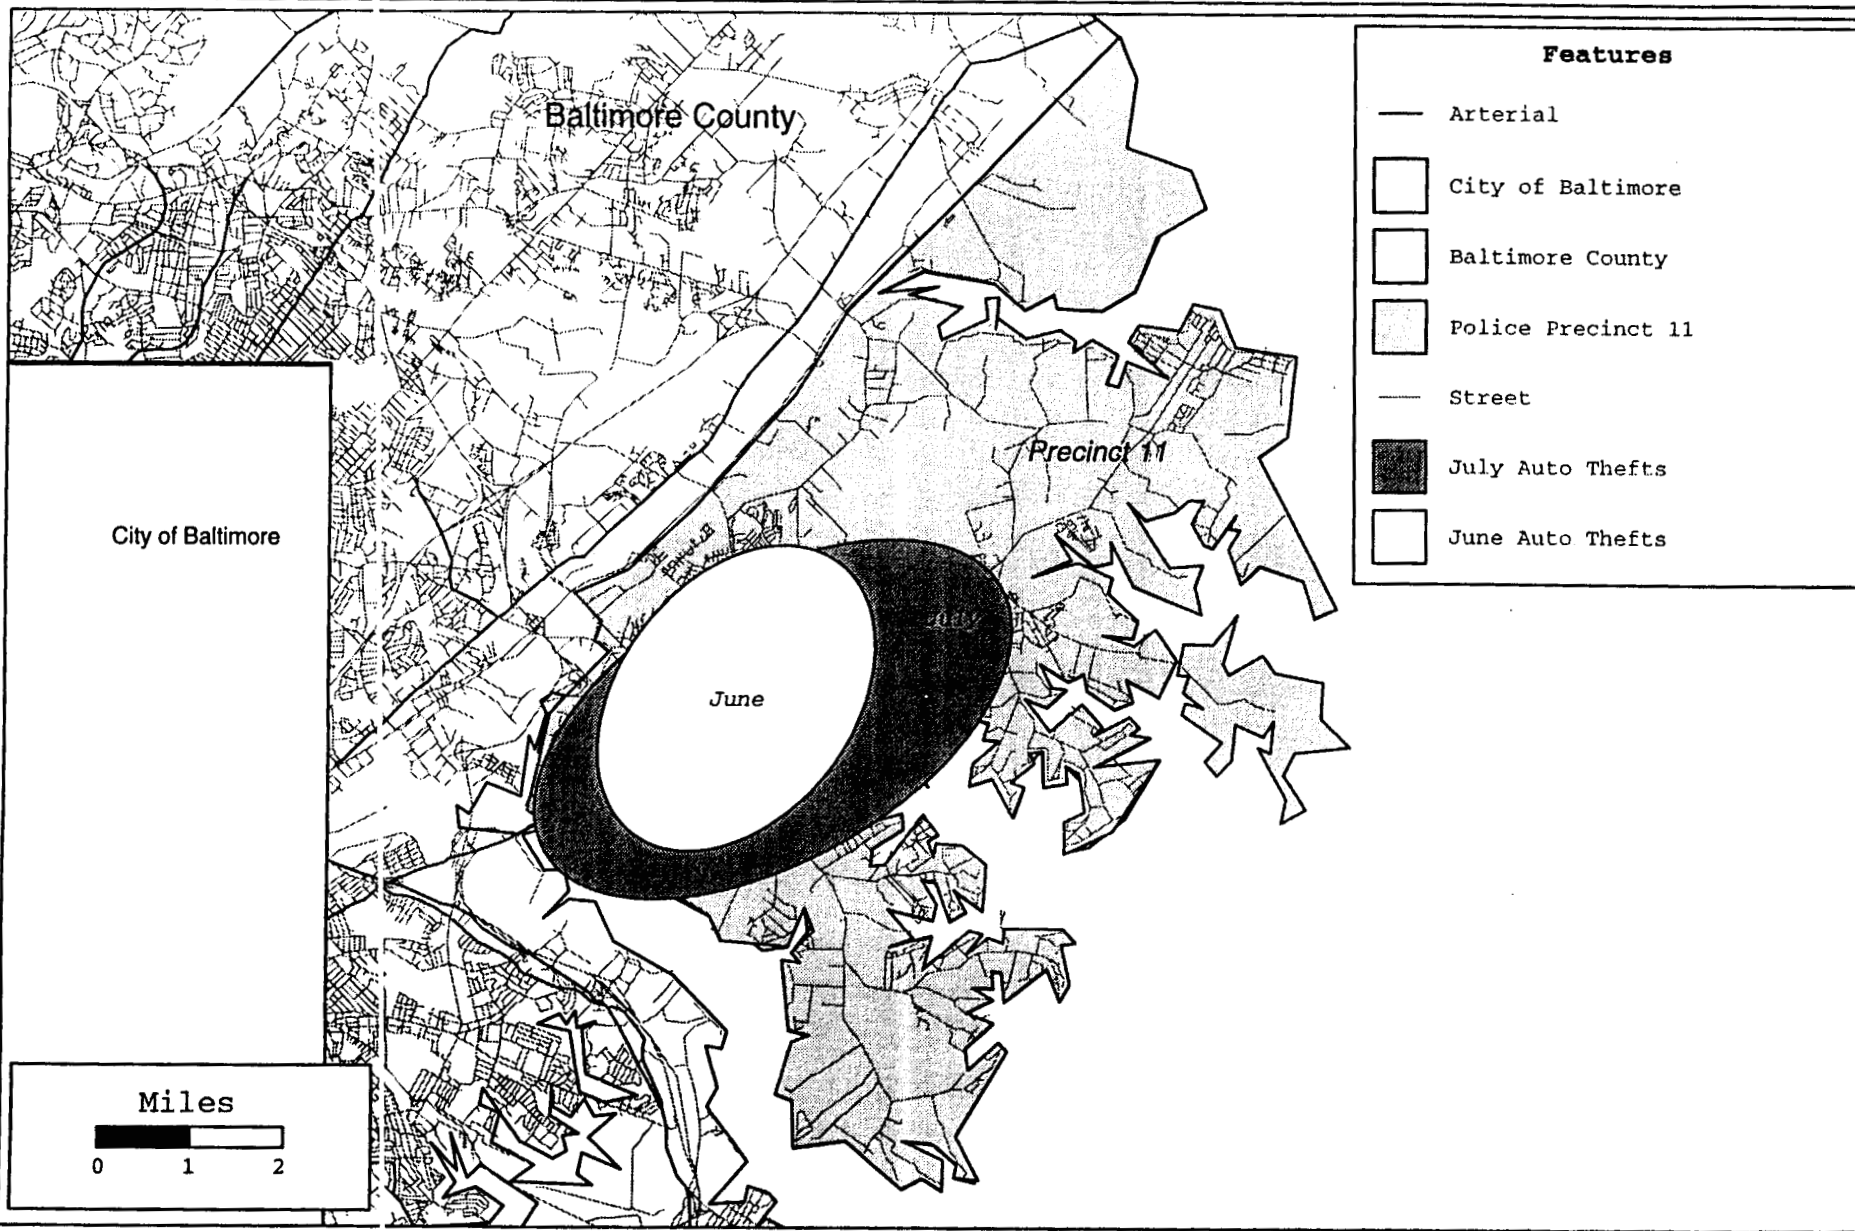 Features
Arterial
City of Baltimore
Baltimore County
Police Precinct 11
Street
July Auto Thefts
June Auto Thefts
Baltimore County
Precinct 11
City of Baltimore
July
June
Miles
0 1 2